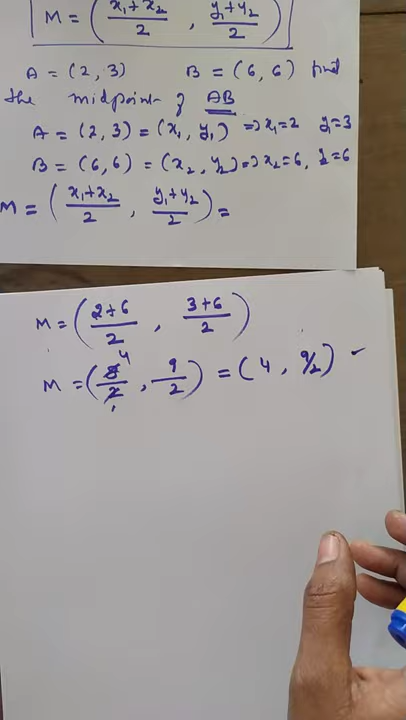 M = ( x₁+x₂/2 , y₁+y₂/2 )
A = (2, 3) B = (6, 6) find
the midpoint of AB
A = (2, 3) = (x₁, y₁) ⇒ x₁=2 y₁=3
B = (6, 6) = (x₂, y₂) ⇒ x₂=6, y₂=6
M = ( x₁+x₂/2 , y₁+y₂/2 ) =
M = ( 2+6/2 , 3+6/2 )
M = ( 8/2 4 1 , 9/2 ) = (4, 9/2)